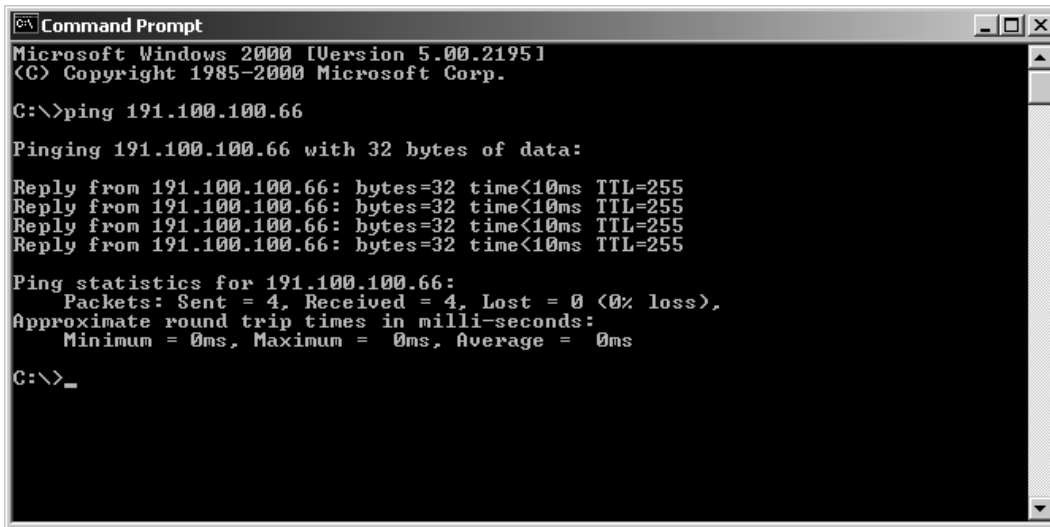 Command Prompt
Microsoft Windows 2000 [Version 5.00.2195]
(C) Copyright 1985-2000 Microsoft Corp.
C:\>ping 191.100.100.66
Pinging 191.100.100.66 with 32 bytes of data:
Reply from 191.100.100.66: bytes=32 time<10ms TTL=255
Reply from 191.100.100.66: bytes=32 time<10ms TTL=255
Reply from 191.100.100.66: bytes=32 time<10ms TTL=255
Reply from 191.100.100.66: bytes=32 time<10ms TTL=255
Ping statistics for 191.100.100.66:
    Packets: Sent = 4, Received = 4, Lost = 0 (0% loss),
Approximate round trip times in milli-seconds:
    Minimum = 0ms, Maximum =  0ms, Average =  0ms
C:\>_